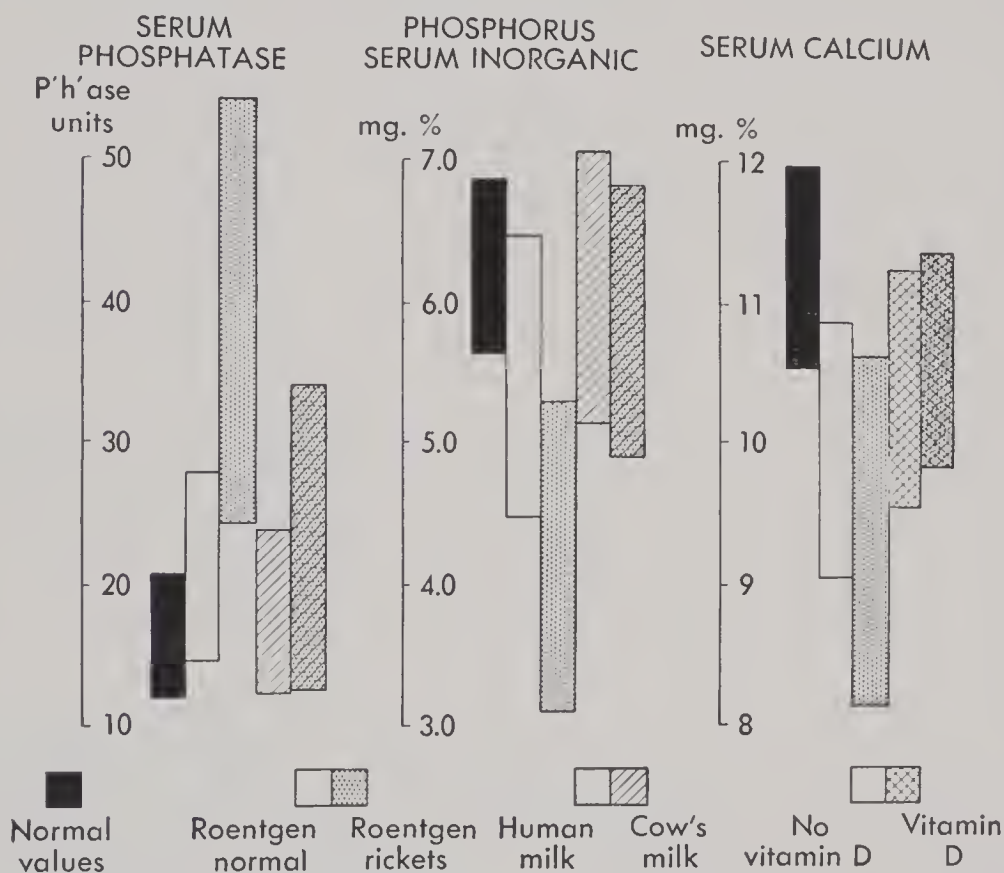 SERUM
PHOSPHATASE
P'h'ase
units
50
40
30
20
10
PHOSPHORUS
SERUM INORGANIC
mg. %
7.0
6.0
5.0
4.0
3.0
SERUM CALCIUM
mg. %
12
11
10
9
8
Normal
values
Roentgen
normal
Roentgen
rickets
Human
milk
Cow's
milk
No
vitamin D
Vitamin
D